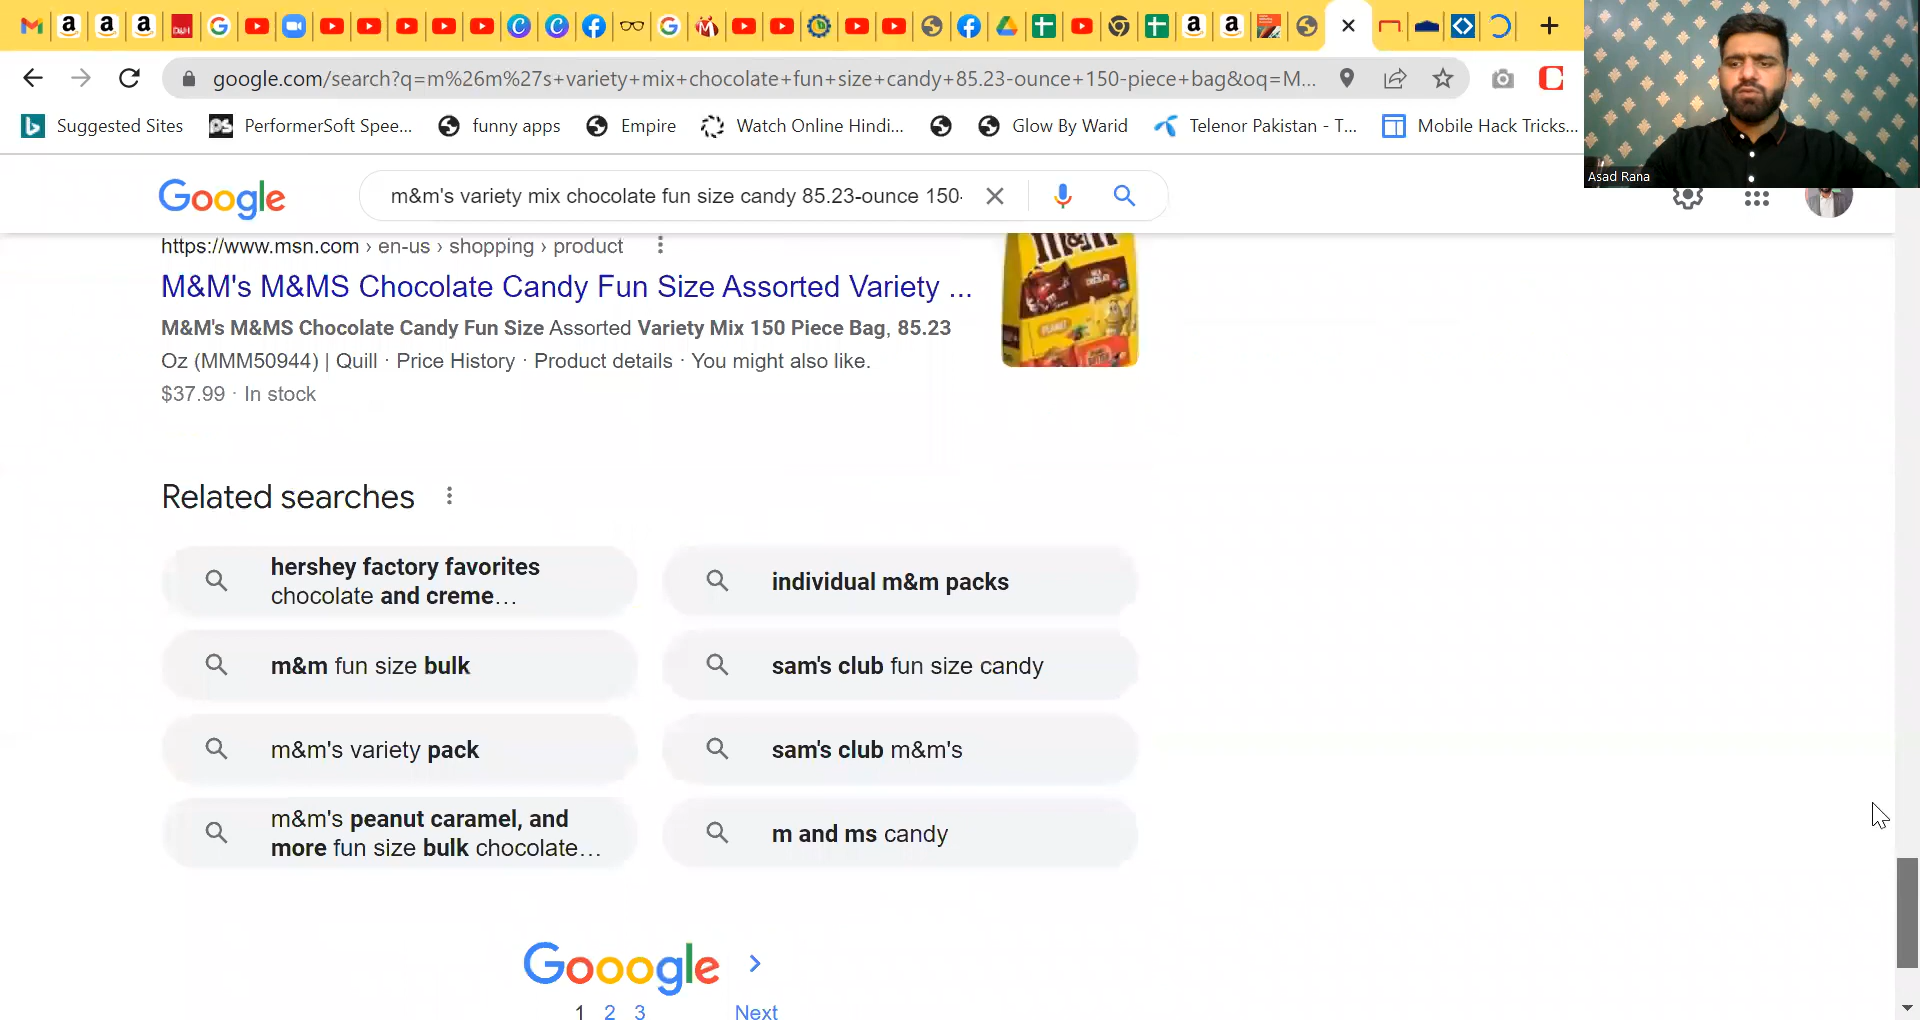 google.com/search?q=m%26m%27s+variety+mix+chocolate+fun+size+candy+85.23-ounce+150-piece+bag&oq=M...
Suggested Sites
PerformerSoft Spee...
funny apps
Empire
Watch Online Hindi...
Glow By Warid
Telenor Pakistan - T...
Mobile Hack Tricks...
Asad Rana
Google
m&m's variety mix chocolate fun size candy 85.23-ounce 150-
https://www.msn.com › en-us › shopping › product
M&M's M&MS Chocolate Candy Fun Size Assorted Variety ...
M&M's M&MS Chocolate Candy Fun Size Assorted Variety Mix 150 Piece Bag, 85.23
Oz (MMM50944) | Quill · Price History · Product details · You might also like.
$37.99 · In stock
m&m
PEANUT
Related searches
hershey factory favorites
chocolate and creme...
individual m&m packs
m&m fun size bulk
sam's club fun size candy
m&m's variety pack
sam's club m&m's
m&m's peanut caramel, and
more fun size bulk chocolate...
m and ms candy
Gooogle
1 2 3 Next